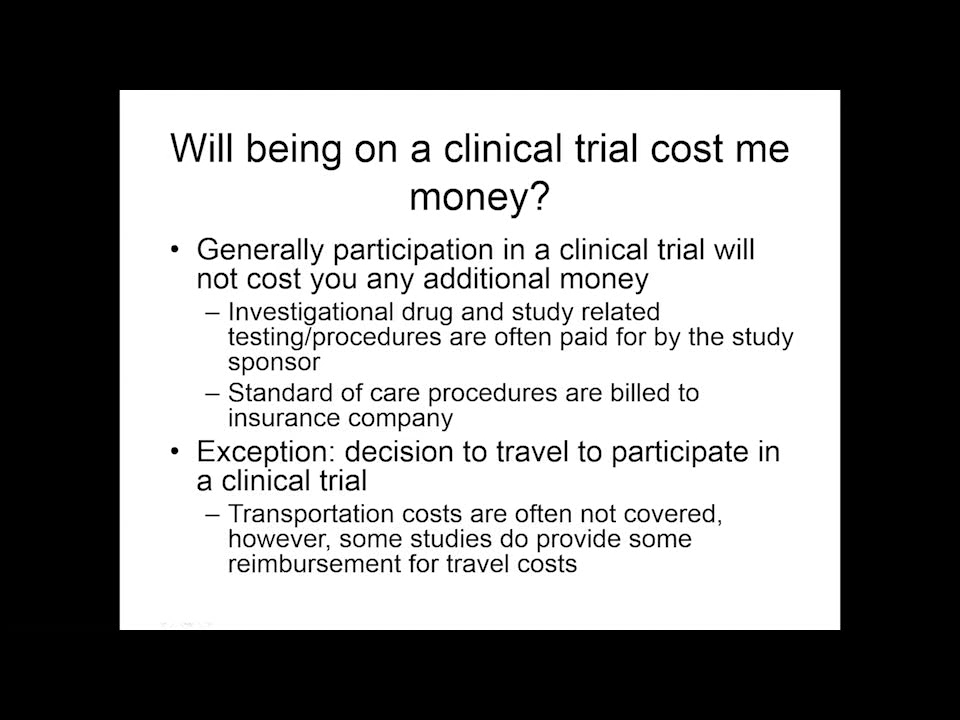 Will being on a clinical trial cost me
money?
• Generally participation in a clinical trial will
not cost you any additional money
– Investigational drug and study related
testing/procedures are often paid for by the study
sponsor
– Standard of care procedures are billed to
insurance company
• Exception: decision to travel to participate in
a clinical trial
– Transportation costs are often not covered,
however, some studies do provide some
reimbursement for travel costs